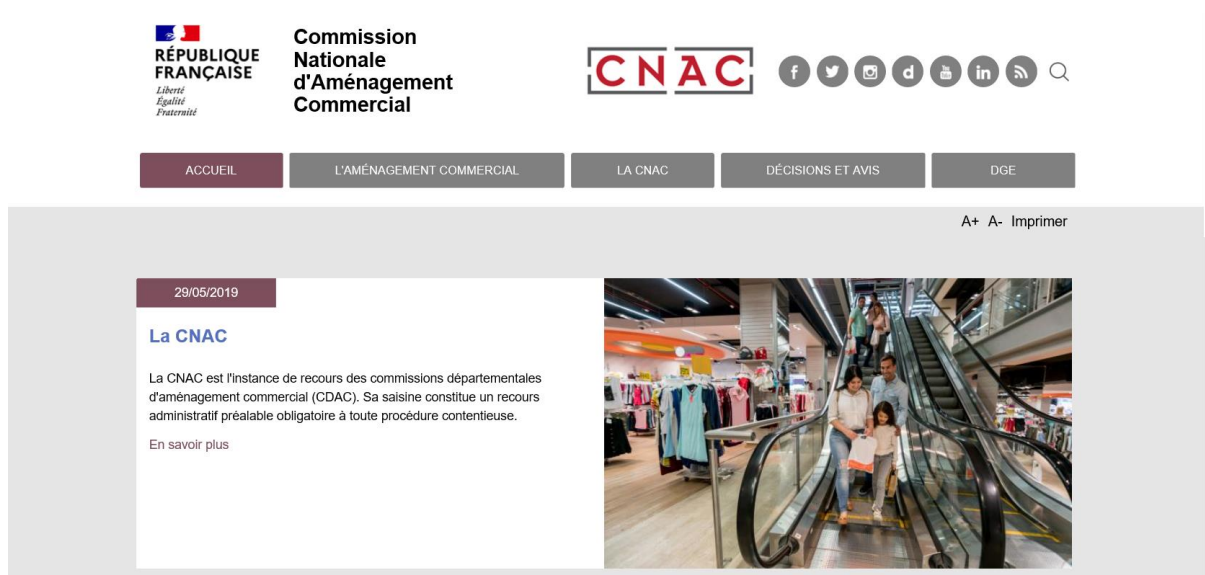 RÉPUBLIQUE
FRANÇAISE
Liberté
Égalité
Fraternité
Commission
Nationale
d'Aménagement
Commercial
CNAC
ACCUEIL
L'AMÉNAGEMENT COMMERCIAL
LA CNAC
DÉCISIONS ET AVIS
DGE
A+ A- Imprimer
29/05/2019
La CNAC
La CNAC est l'instance de recours des commissions départementales
d'aménagement commercial (CDAC). Sa saisine constitue un recours
administratif préalable obligatoire à toute procédure contentieuse.
En savoir plus